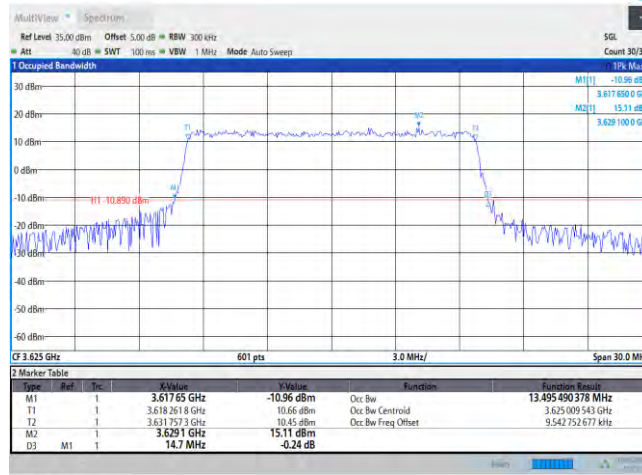 MultiView Spectrum
Ref Level 35.00 dBm Offset 5.00 dB RBW 300 kHz SGL
Att 40 dB SWT 100 ms VBW 1 MHz Mode Auto Sweep Count 30/3
1 Occupied Bandwidth 1Pk Ma
M1[1] -10.96 dB
3.617 650 0 G
M2[1] 15.11 dB
3.629 100 0 G
30 dBm
20 dBm
T1 M2
10 dBm
0 dBm
M1
-10 dBm
H1 -10.890 dBm
-20 dBm
-30 dBm
-40 dBm
-50 dBm
-60 dBm
CF 3.625 GHz 601 pts 3.0 MHz/ Span 30.0 MH
2 Marker Table
Type Ref Trc X-Value Y-Value Function Function Result
M1 1 3.617 65 GHz -10.96 dBm Occ Bw 13.495 490 378 MHz
T1 1 3.618 261 8 GHz 10.66 dBm Occ Bw Centroid 3.625 009 543 GHz
T2 1 3.631 757 3 GHz 10.45 dBm Occ Bw Freq Offset 9.542 752 677 kHz
M2 1 3.629 1 GHz 15.11 dBm
D3 M1 1 14.7 MHz -0.24 dB